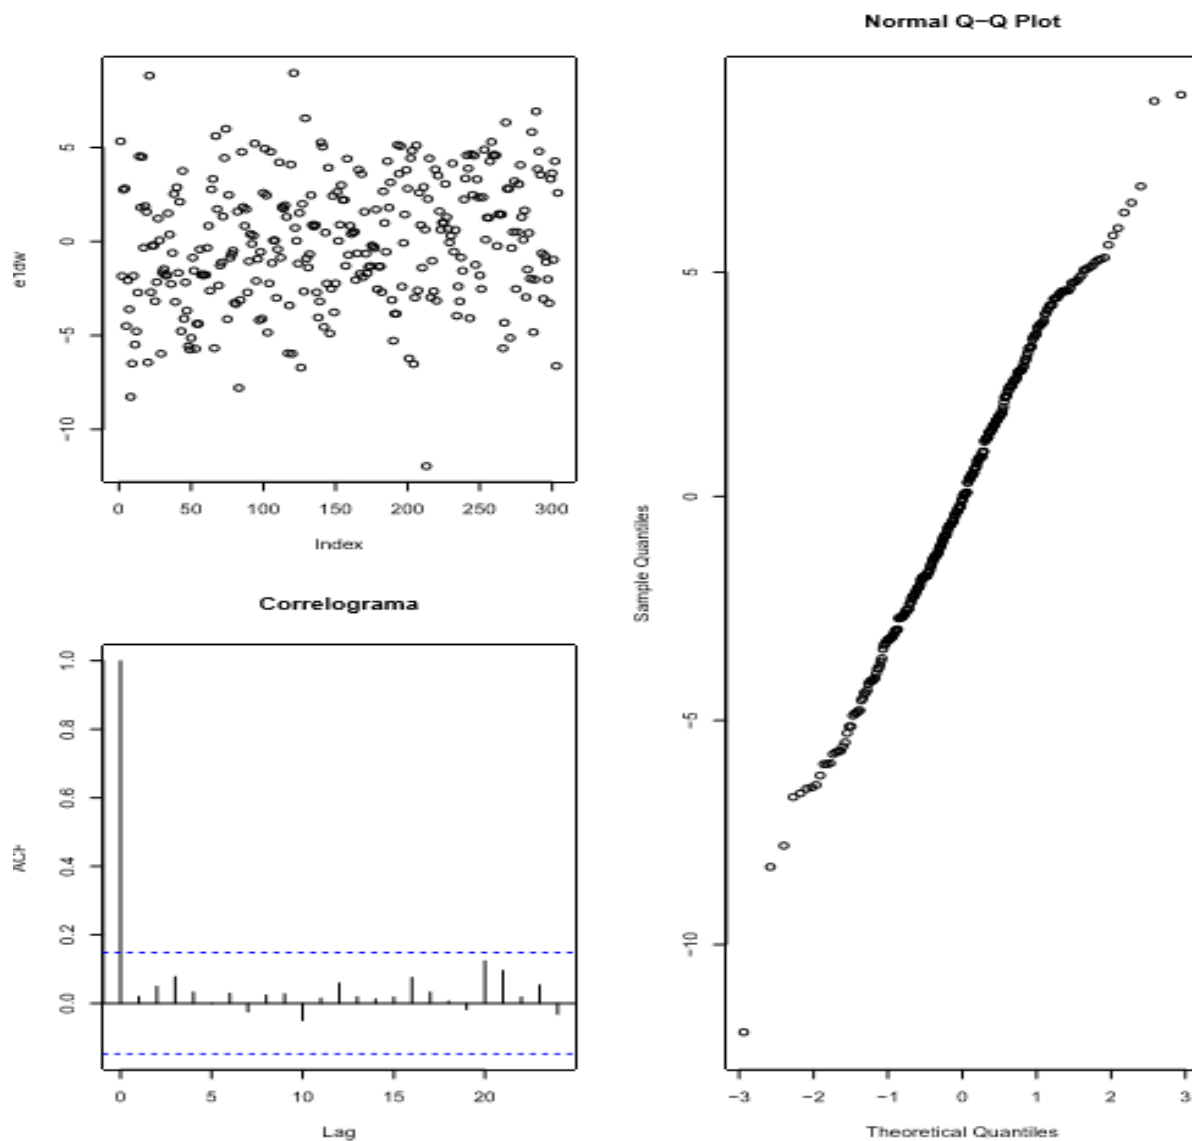 Normal Q−Q Plot
5
0
−5
−10
0 50 100 150 200 250 300
Index
Correlograma
1.0
0.8
0.6
0.4
0.2
0.0
ACF
0 5 10 15 20
Lag
Sample Quantiles
5
0
−5
−10
−3 −2 −1 0 1 2 3
Theoretical Quantiles